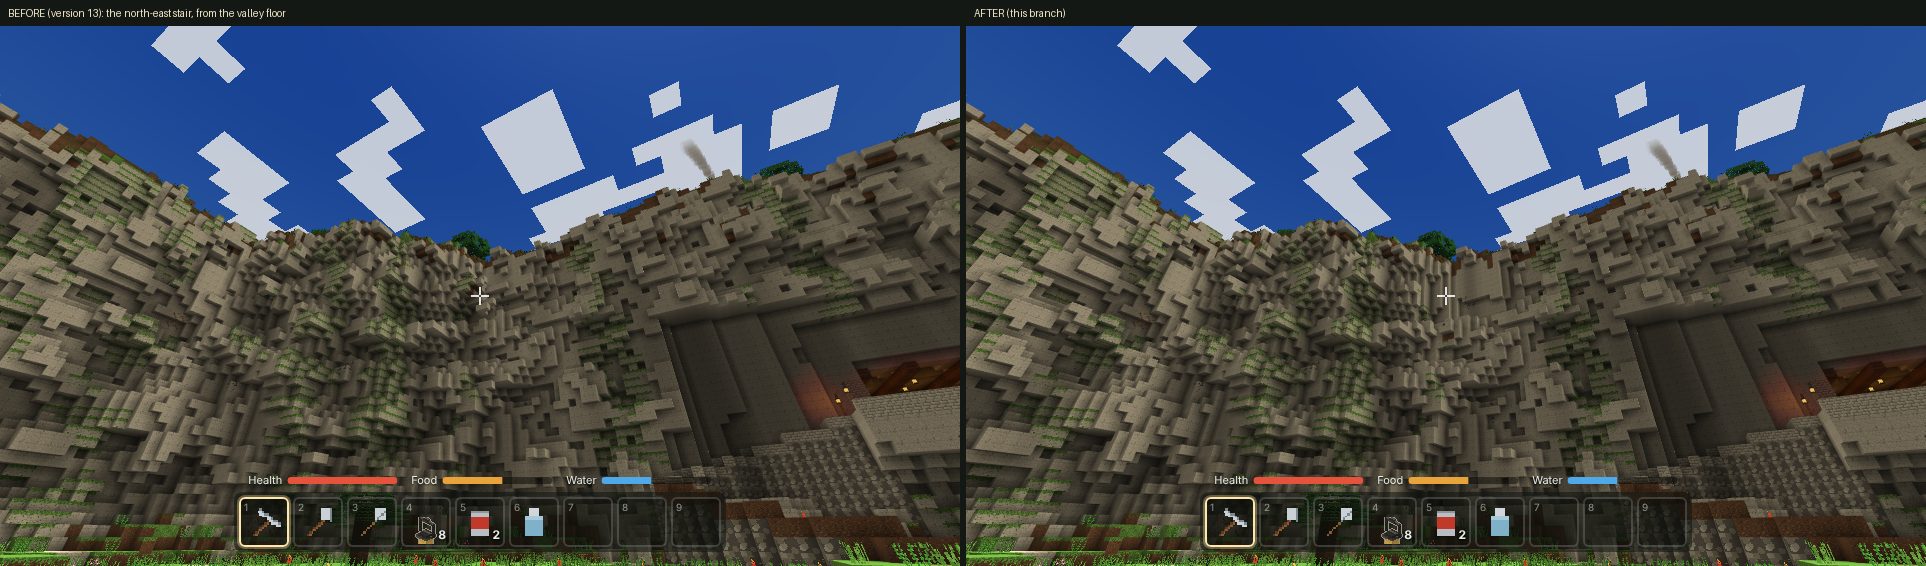 BEFORE (version 13): the north-east stair, from the valley floor
Health Food Water
1 2 3 4 8 5 2 6 7 8 9
AFTER (this branch)
Health Food Water
1 2 3 4 8 5 2 6 7 8 9